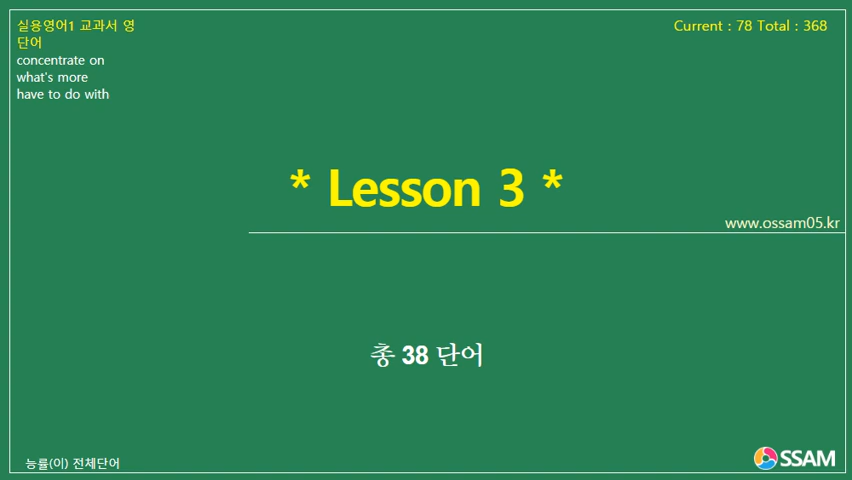 실용영어1 교과서 영
단어
concentrate on
what's more
have to do with
Current : 78 Total : 368
* Lesson 3 *
www.ossam05.kr
총 38 단어
능률(이) 전체단어
OSSAM